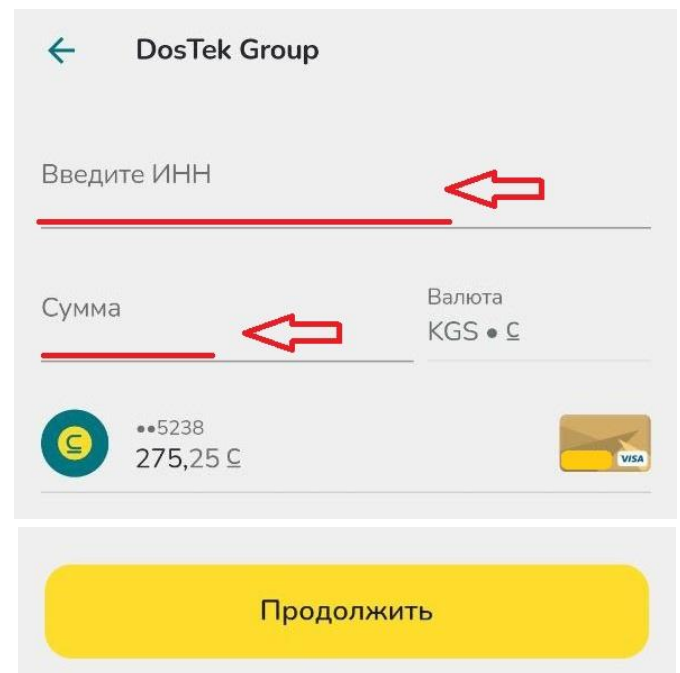 DosTek Group
Введите ИНН
Сумма
Валюта
KGS • С
••5238
275,25 С
VISA
Продолжить